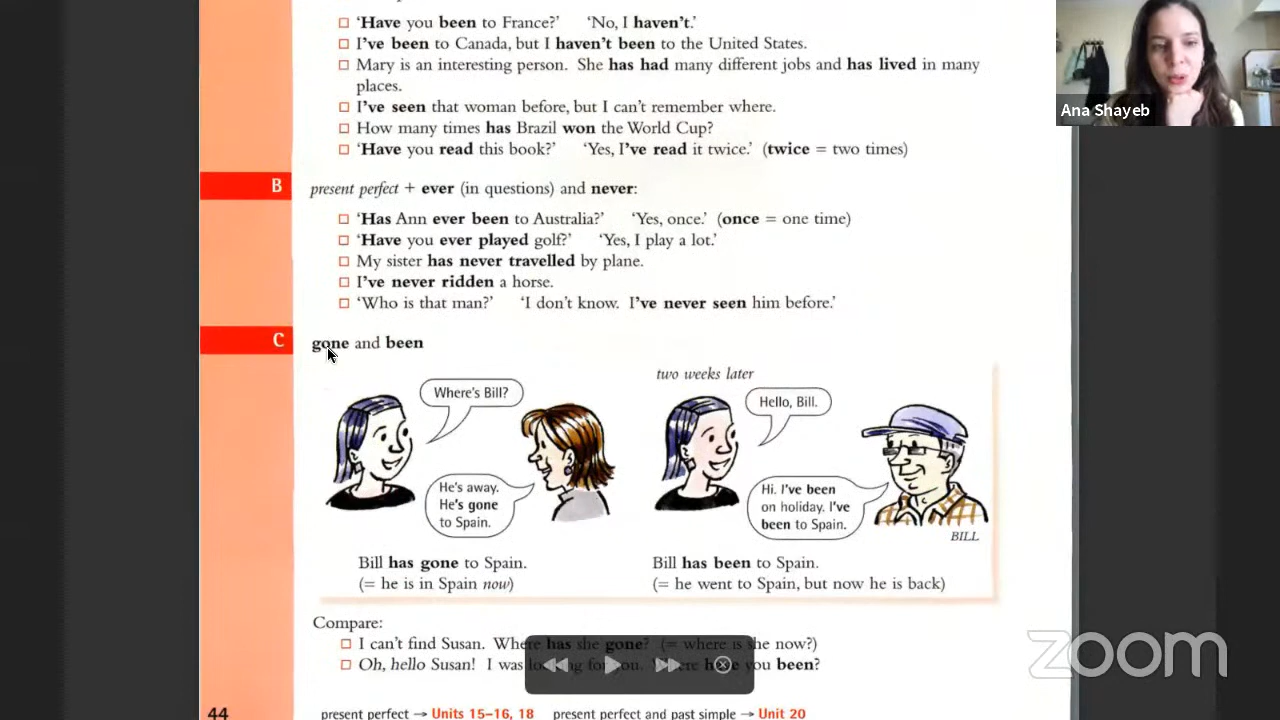 □ 'Have you been to France?' 'No, I haven't.'
□ I've been to Canada, but I haven't been to the United States.
□ Mary is an interesting person. She has had many different jobs and has lived in many
places.
□ I've seen that woman before, but I can't remember where.
□ How many times has Brazil won the World Cup?
□ 'Have you read this book?' 'Yes, I've read it twice.' (twice = two times)
Ana Shayeb
B
present perfect + ever (in questions) and never:
□ 'Has Ann ever been to Australia?' 'Yes, once.' (once = one time)
□ 'Have you ever played golf?' 'Yes, I play a lot.'
□ My sister has never travelled by plane.
□ I've never ridden a horse.
□ 'Who is that man?' 'I don't know. I've never seen him before.'
C
gone and been
Where's Bill?
He's away.
He's gone
to Spain.
two weeks later
Hello, Bill.
Hi. I've been
on holiday. I've
been to Spain.
BILL
Bill has gone to Spain.
(= he is in Spain now)
Bill has been to Spain.
(= he went to Spain, but now he is back)
Compare:
□ I can't find Susan. Where has she gone? (= where is she now?)
□ Oh, hello Susan! I was looking for you. Where have you been?
44
present perfect → Units 15–16, 18 present perfect and past simple → Unit 20
zoom